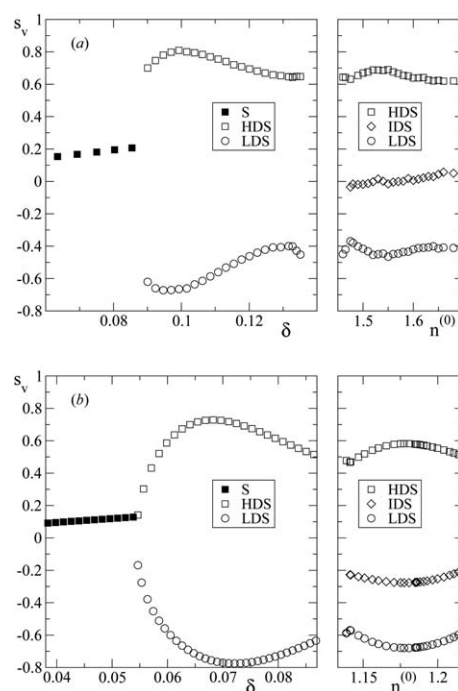 s_v
(a)
1
0.8
0.6
0.4
0.2
0
-0.2
-0.4
-0.6
-0.8
S
HDS
LDS
0.08 0.1 0.12 δ
HDS
IDS
LDS
1.5 1.6 n^(0)
s_v
(b)
1
0.8
0.6
0.4
0.2
0
-0.2
-0.4
-0.6
-0.8
S
HDS
LDS
0.04 0.05 0.06 0.07 0.08 δ
HDS
IDS
LDS
1.15 n^(0) 1.2